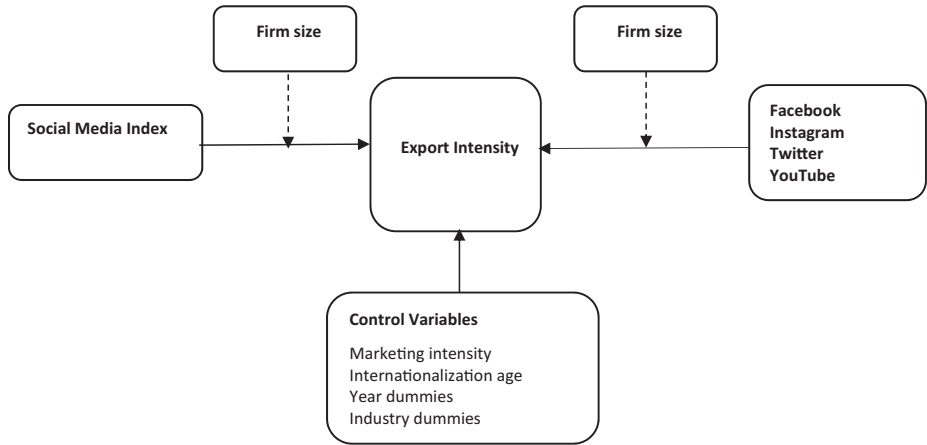 Firm size
Firm size
Social Media Index
Export Intensity
Facebook
Instagram
Twitter
YouTube
Control Variables
Marketing intensity
Internationalization age
Year dummies
Industry dummies